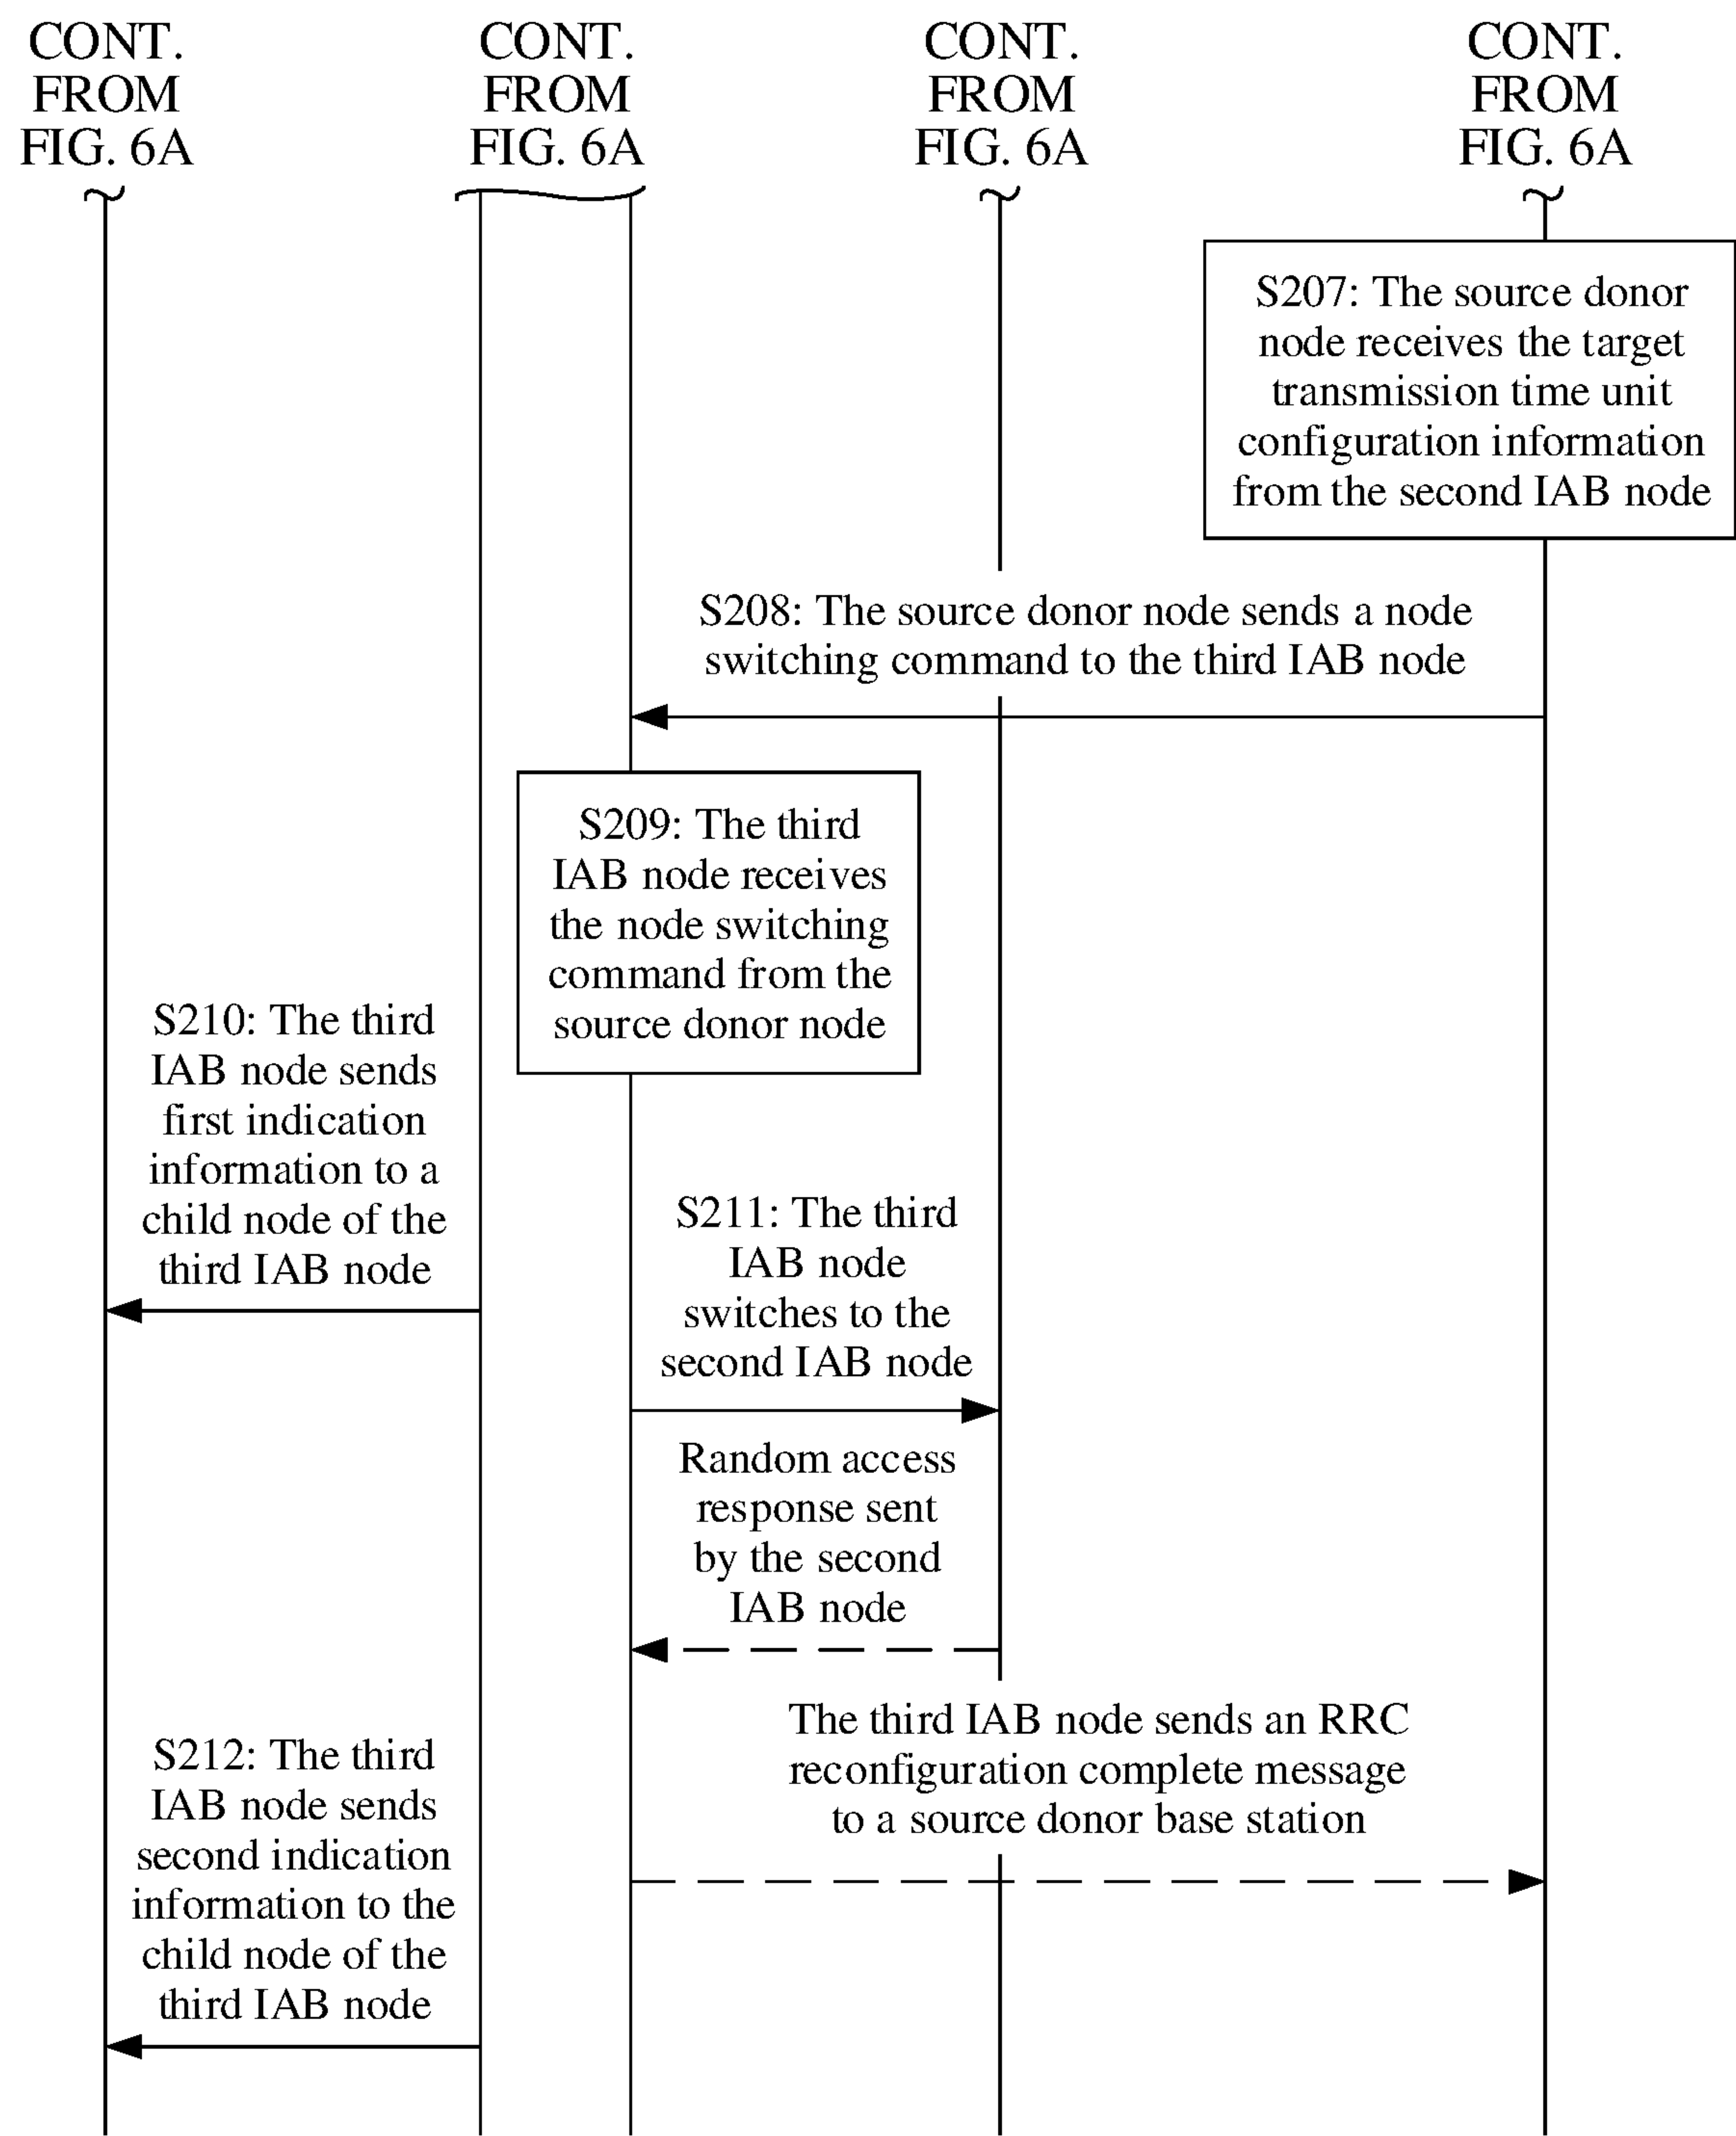 CONT.
FROM
FIG. 6A
CONT.
FROM
FIG. 6A
CONT.
FROM
FIG. 6A
CONT.
FROM
FIG. 6A
S207: The source donor
node receives the target
transmission time unit
configuration information
from the second IAB node
S208: The source donor node sends a node
switching command to the third IAB node
S209: The third
IAB node receives
the node switching
command from the
source donor node
S210: The third
IAB node sends
first indication
information to a
child node of the
third IAB node
S211: The third
IAB node
switches to the
second IAB node
Random access
response sent
by the second
IAB node
The third IAB node sends an RRC
reconfiguration complete message
to a source donor base station
S212: The third
IAB node sends
second indication
information to the
child node of the
third IAB node